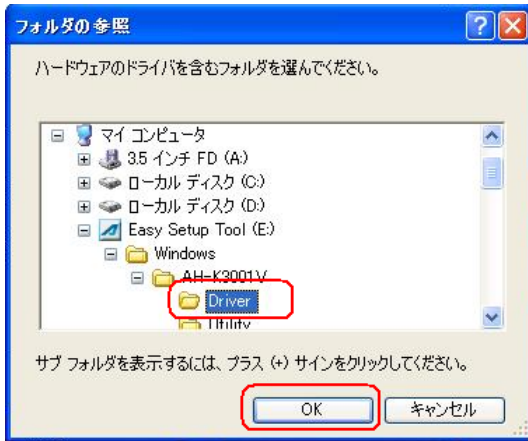 フォルダの参照
ハードウェアのドライバを含むフォルダを選んでください。
マイ コンピュータ
3.5 インチ FD (A:)
ローカル ディスク (C:)
ローカル ディスク (D:)
Easy Setup Tool (E:)
Windows
AH-K3001V
Driver
Utility
サブ フォルダを表示するには、プラス (+) サインをクリックしてください。
OK
キャンセル